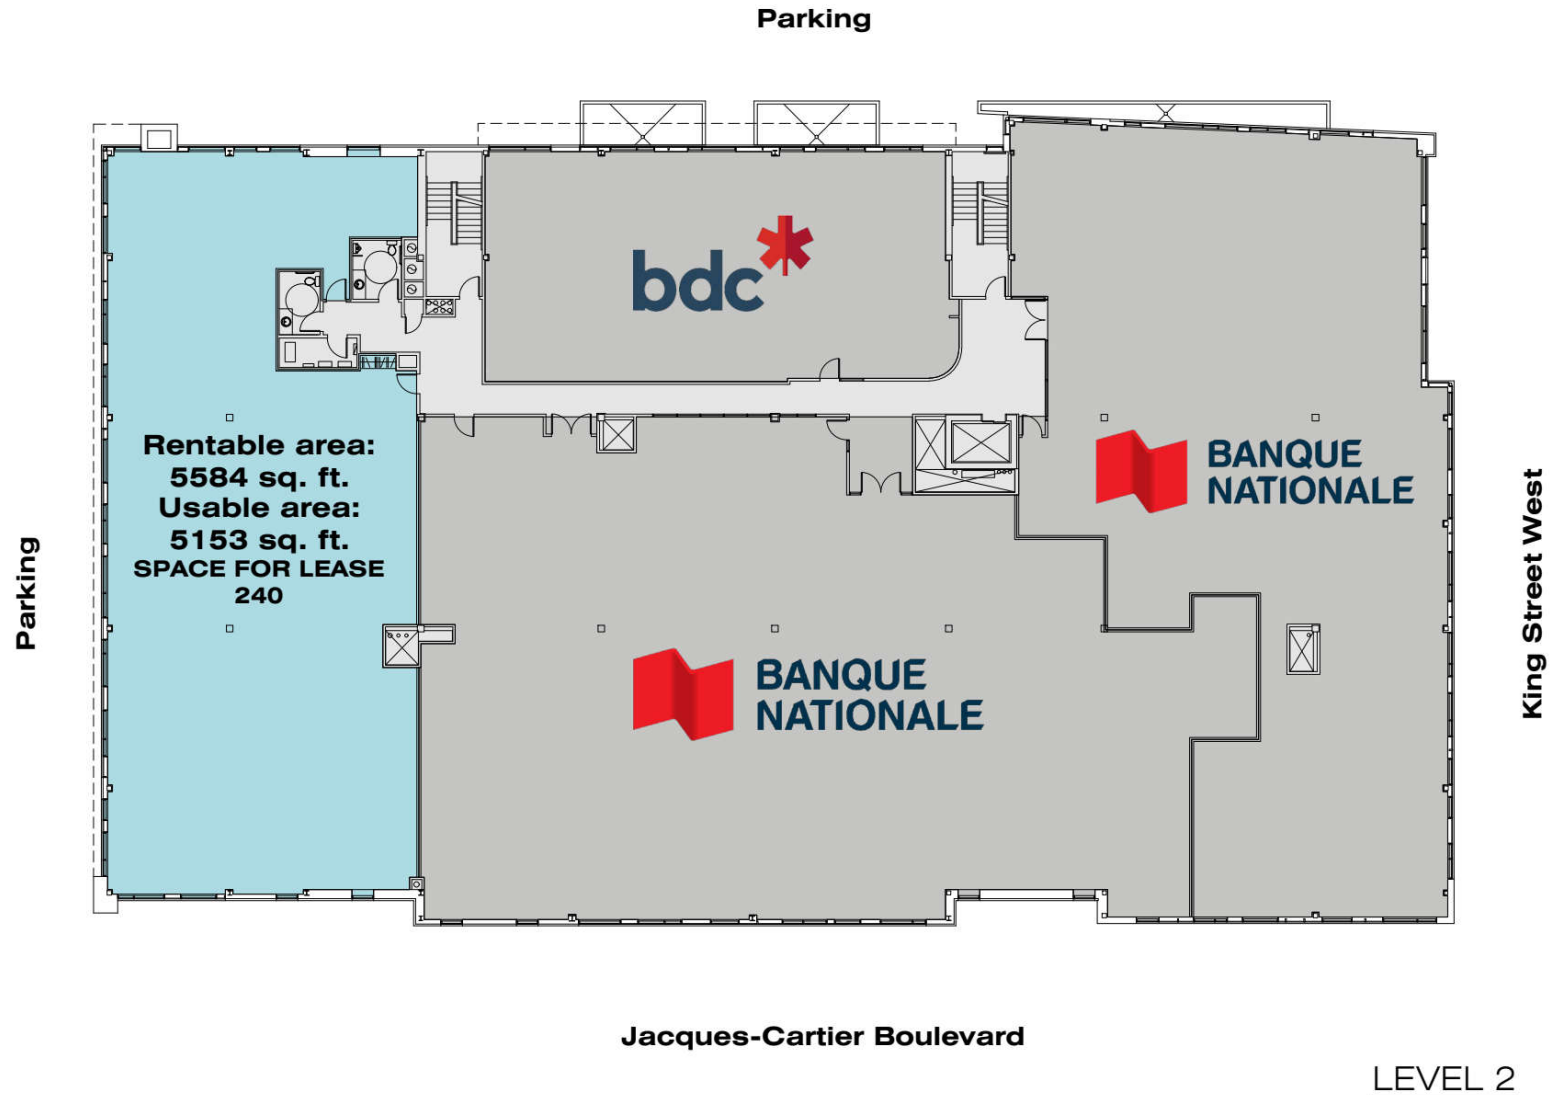 Parking
bdc
Rentable area:
5584 sq. ft.
Usable area:
5153 sq. ft.
SPACE FOR LEASE
240
BANQUE
NATIONALE
Parking
King Street West
BANQUE
NATIONALE
Jacques-Cartier Boulevard
LEVEL 2